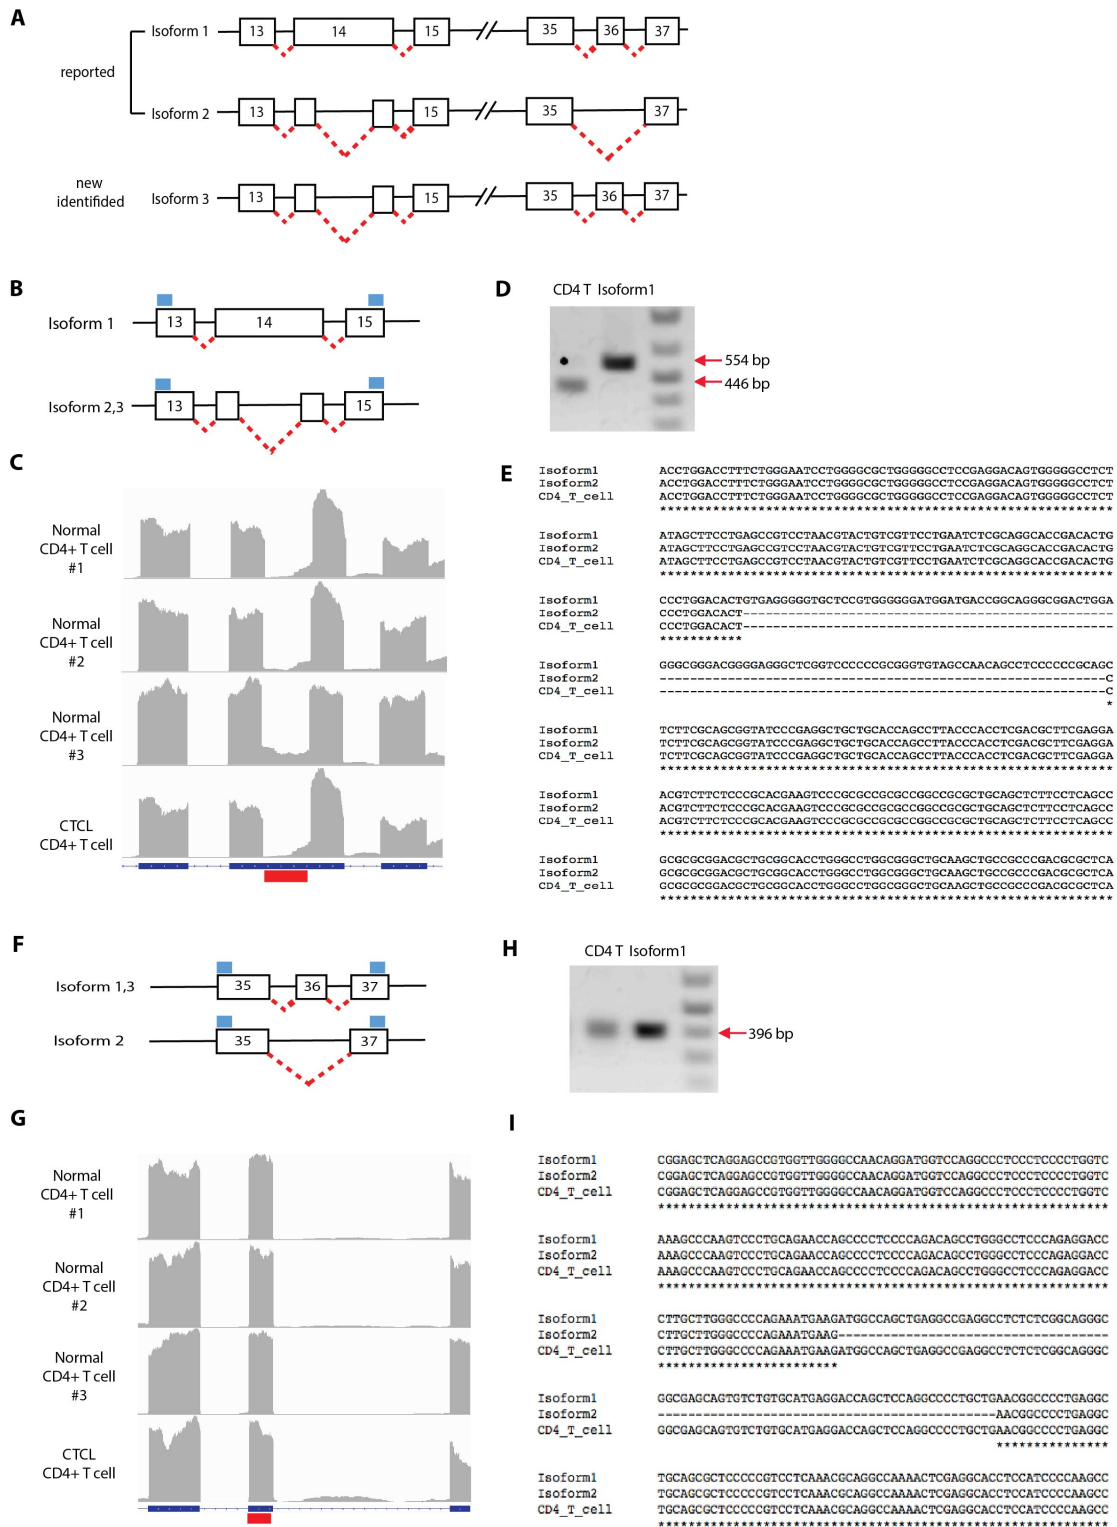 A
Isoform 1
13
14
15
35
36
37
reported
Isoform 2
13
15
35
37
new
identifided
Isoform 3
13
15
35
36
37
B
Isoform 1
13
14
15
Isoform 2,3
13
15
C
Normal
CD4+ T cell
#1
Normal
CD4+ T cell
#2
Normal
CD4+ T cell
#3
CTCL
CD4+ T cell
D
CD4 T Isoform1
554 bp
446 bp
E
Isoform1 ACCTGGACCTTTCTGGGAATCCTGGGGCGCTGGGGGCCTCCGAGGACAGTGGGGGCCTCT
Isoform2 ACCTGGACCTTTCTGGGAATCCTGGGGCGCTGGGGGCCTCCGAGGACAGTGGGGGCCTCT
CD4_T_cell ACCTGGACCTTTCTGGGAATCCTGGGGCGCTGGGGGCCTCCGAGGACAGTGGGGGCCTCT
************************************************************
Isoform1 ATAGCTTCCTGAGCCGTCCTAACGTACTGTCGTTCCTGAATCTCGCAGGCACCGACACTG
Isoform2 ATAGCTTCCTGAGCCGTCCTAACGTACTGTCGTTCCTGAATCTCGCAGGCACCGACACTG
CD4_T_cell ATAGCTTCCTGAGCCGTCCTAACGTACTGTCGTTCCTGAATCTCGCAGGCACCGACACTG
************************************************************
Isoform1 CCCTGGACACTGTGAGGGGGTGCTCCGTGGGGGGATGGATGACCGGCAGGGCGGACTGGA
Isoform2 CCCTGGACACT-------------------------------------------------
CD4_T_cell CCCTGGACACT-------------------------------------------------
***********
Isoform1 GGGCGGGACGGGGAGGGCTCGGTCCCCCCGCGGGTGTAGCCAACAGCCTCCCCCCGCAGC
Isoform2 -----------------------------------------------------------C
CD4_T_cell -----------------------------------------------------------C
*
Isoform1 TCTTCGCAGCGGTATCCCGAGGCTGCTGCACCAGCCTTACCCACCTCGACGCTTCGAGGA
Isoform2 TCTTCGCAGCGGTATCCCGAGGCTGCTGCACCAGCCTTACCCACCTCGACGCTTCGAGGA
CD4_T_cell TCTTCGCAGCGGTATCCCGAGGCTGCTGCACCAGCCTTACCCACCTCGACGCTTCGAGGA
************************************************************
Isoform1 ACGTCTTCTCCCGCACGAAGTCCCGCGCCGCGCCGGCCGCGCTGCAGCTCTTCCTCAGCC
Isoform2 ACGTCTTCTCCCGCACGAAGTCCCGCGCCGCGCCGGCCGCGCTGCAGCTCTTCCTCAGCC
CD4_T_cell ACGTCTTCTCCCGCACGAAGTCCCGCGCCGCGCCGGCCGCGCTGCAGCTCTTCCTCAGCC
************************************************************
Isoform1 GCGCGCGGACGCTGCGGCACCTGGGCCTGGCGGGCTGCAAGCTGCCGCCCGACGCGCTCA
Isoform2 GCGCGCGGACGCTGCGGCACCTGGGCCTGGCGGGCTGCAAGCTGCCGCCCGACGCGCTCA
CD4_T_cell GCGCGCGGACGCTGCGGCACCTGGGCCTGGCGGGCTGCAAGCTGCCGCCCGACGCGCTCA
************************************************************
F
Isoform 1,3
35
36
37
Isoform 2
35
37
G
Normal
CD4+ T cell
#1
Normal
CD4+ T cell
#2
Normal
CD4+ T cell
#3
CTCL
CD4+ T cell
H
CD4 T Isoform1
396 bp
I
Isoform1 CGGAGCTCAGGAGCCGTGGTTGGGGCCAACAGGATGGTCCAGGCCCTCCCTCCCCTGGTC
Isoform2 CGGAGCTCAGGAGCCGTGGTTGGGGCCAACAGGATGGTCCAGGCCCTCCCTCCCCTGGTC
CD4_T_cell CGGAGCTCAGGAGCCGTGGTTGGGGCCAACAGGATGGTCCAGGCCCTCCCTCCCCTGGTC
************************************************************
Isoform1 AAAGCCCAAGTCCCTGCAGAACCAGCCCCTCCCCAGACAGCCTGGGCCTCCCAGAGGACC
Isoform2 AAAGCCCAAGTCCCTGCAGAACCAGCCCCTCCCCAGACAGCCTGGGCCTCCCAGAGGACC
CD4_T_cell AAAGCCCAAGTCCCTGCAGAACCAGCCCCTCCCCAGACAGCCTGGGCCTCCCAGAGGACC
************************************************************
Isoform1 CTTGCTTGGGCCCCAGAAATGAAGATGGCCAGCTGAGGCCGAGGCCTCTCTCGGCAGGGC
Isoform2 CTTGCTTGGGCCCCAGAAATGAAG------------------------------------
CD4_T_cell CTTGCTTGGGCCCCAGAAATGAAGATGGCCAGCTGAGGCCGAGGCCTCTCTCGGCAGGGC
************************
Isoform1 GGCGAGCAGTGTCTGTGCATGAGGACCAGCTCCAGGCCCCTGCTGAACGGCCCCTGAGGC
Isoform2 ---------------------------------------------AACGGCCCCTGAGGC
CD4_T_cell GGCGAGCAGTGTCTGTGCATGAGGACCAGCTCCAGGCCCCTGCTGAACGGCCCCTGAGGC
***************
Isoform1 TGCAGCGCTCCCCCGTCCTCAAACGCAGGCCAAAACTCGAGGCACCTCCATCCCCAAGCC
Isoform2 TGCAGCGCTCCCCCGTCCTCAAACGCAGGCCAAAACTCGAGGCACCTCCATCCCCAAGCC
CD4_T_cell TGCAGCGCTCCCCCGTCCTCAAACGCAGGCCAAAACTCGAGGCACCTCCATCCCCAAGCC
************************************************************